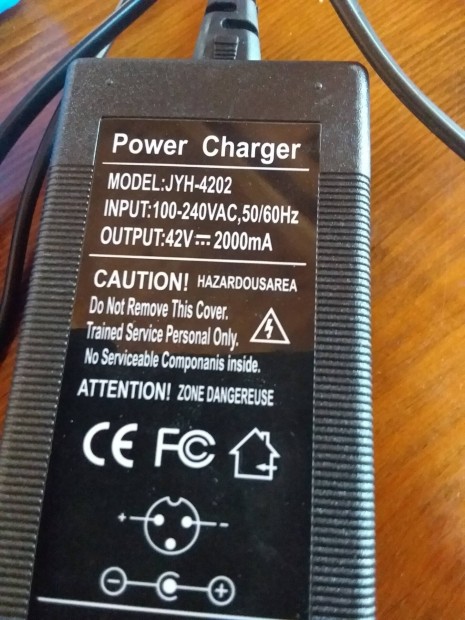 Power Charger
MODEL:JYH-4202
INPUT:100-240VAC,50/60Hz
OUTPUT:42V⎓2000mA
CAUTION! HAZARDOUSAREA
Do Not Remove This Cover.
Trained Service Personal Only.
No Serviceable Componanis inside.
ATTENTION! ZONE DANGEREUSE
CE FC
+ -
- +